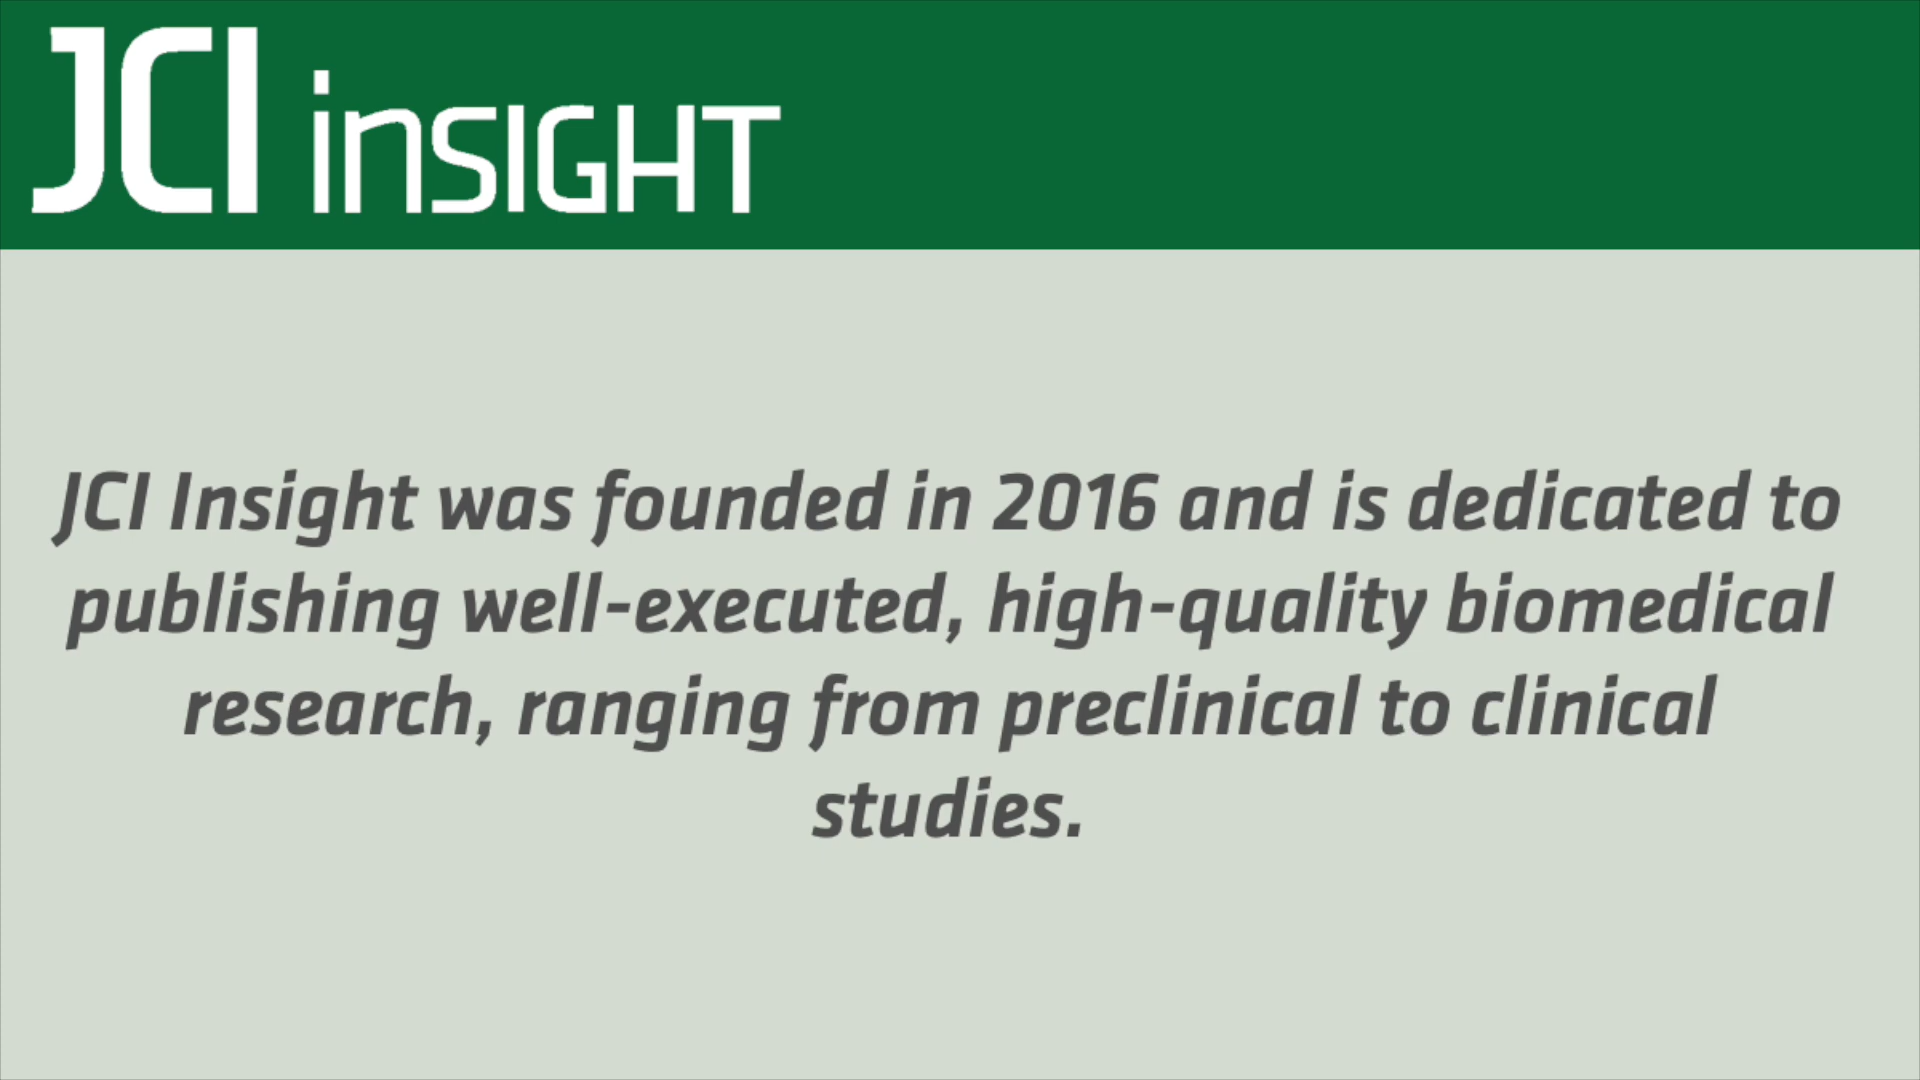 JCI insIGHT
JCI Insight was founded in 2016 and is dedicated to
publishing well-executed, high-quality biomedical
research, ranging from preclinical to clinical
studies.